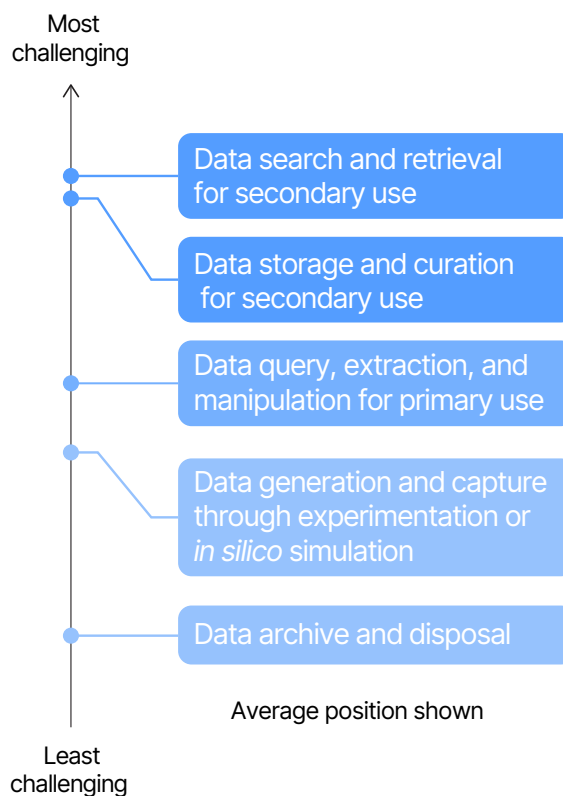 Most
challenging
Data search and retrieval
for secondary use
Data storage and curation
for secondary use
Data query, extraction, and
manipulation for primary use
Data generation and capture
through experimentation or
in silico simulation
Data archive and disposal
Average position shown
Least
challenging